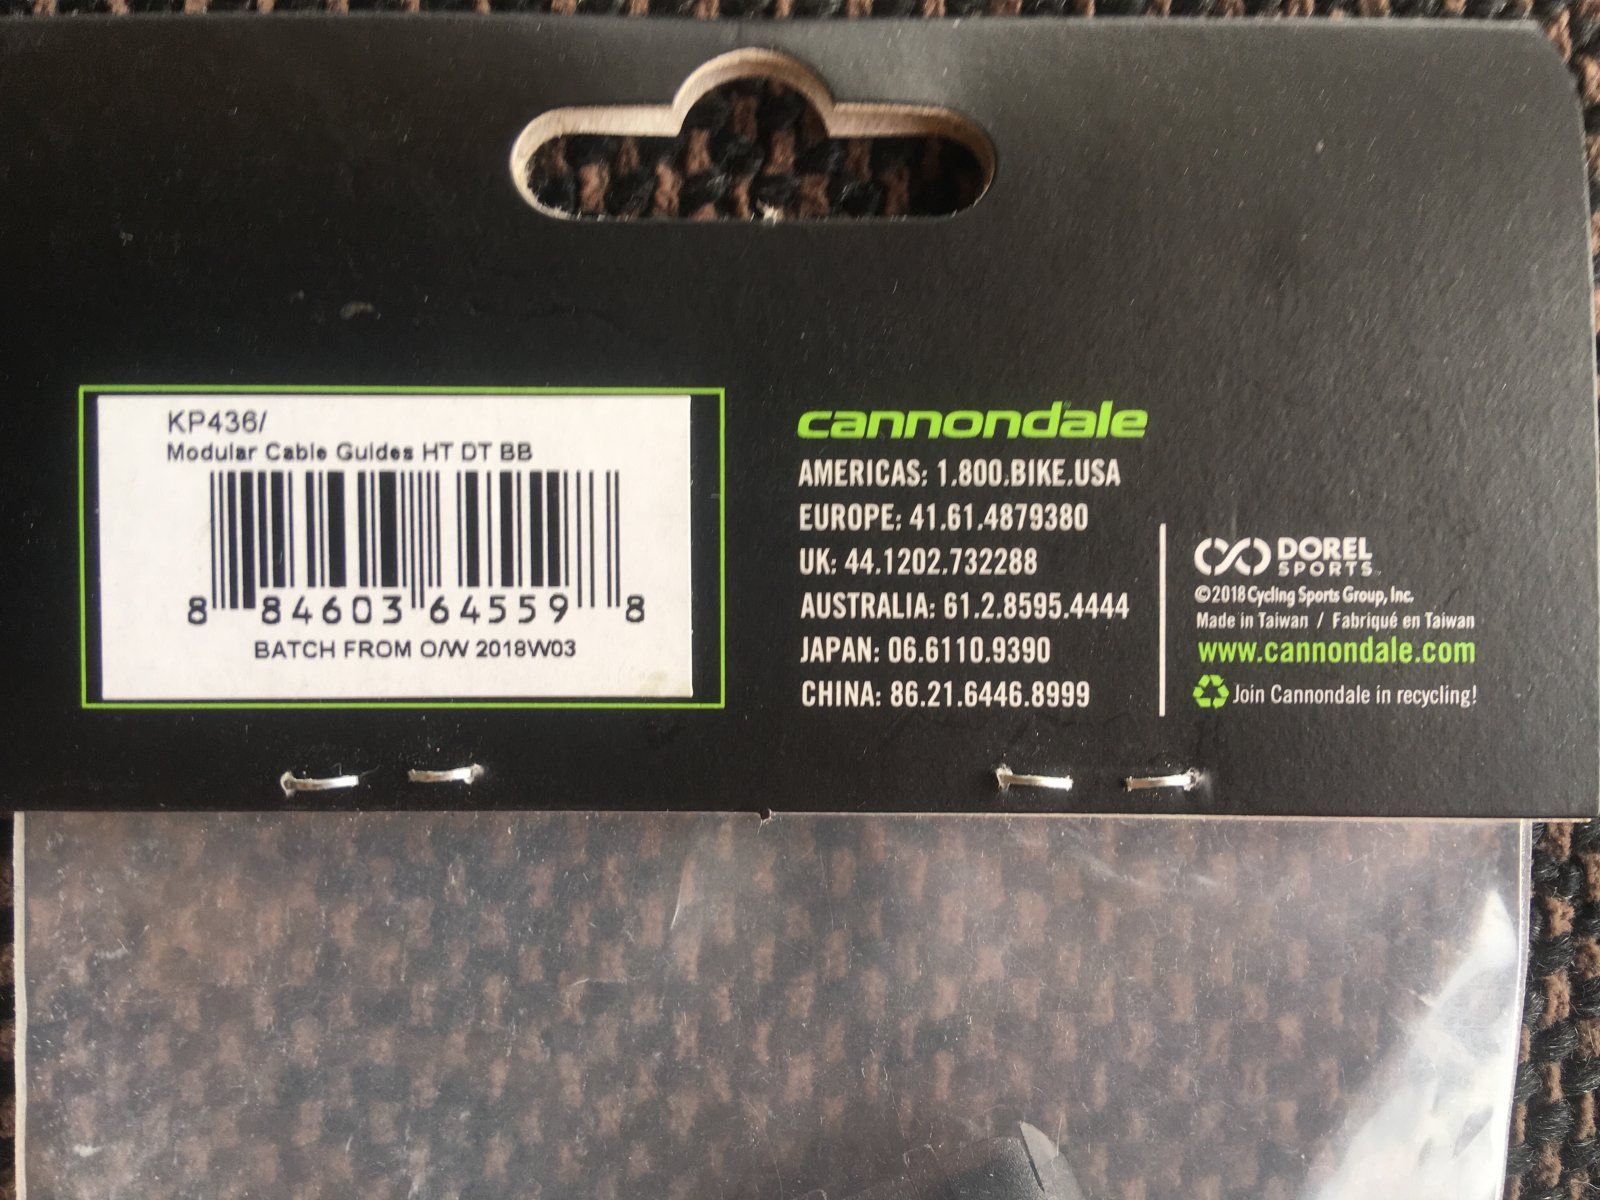 KP436/
Modular Cable Guides HT DT BB
8 84603 64559 8
BATCH FROM O/W 2018W03
cannondale
AMERICAS: 1.800.BIKE.USA
EUROPE: 41.61.4879380
UK: 44.1202.732288
AUSTRALIA: 61.2.8595.4444
JAPAN: 06.6110.9390
CHINA: 86.21.6446.8999
DOREL
SPORTS
©2018 Cycling Sports Group, Inc.
Made in Taiwan / Fabriqué en Taiwan
www.cannondale.com
Join Cannondale in recycling!